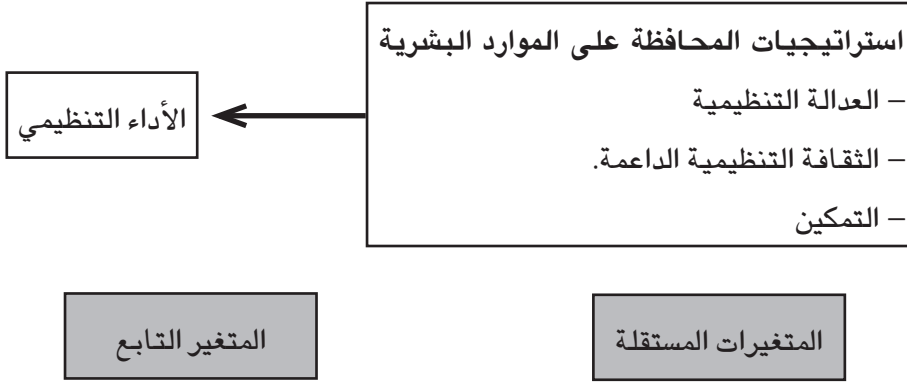 استراتيجيات المحافظة على الموارد البشرية
– العدالة التنظيمية
– الثقافة التنظيمية الداعمة.
– التمكين
الأداء التنظيمي
المتغيرات المستقلة
المتغير التابع